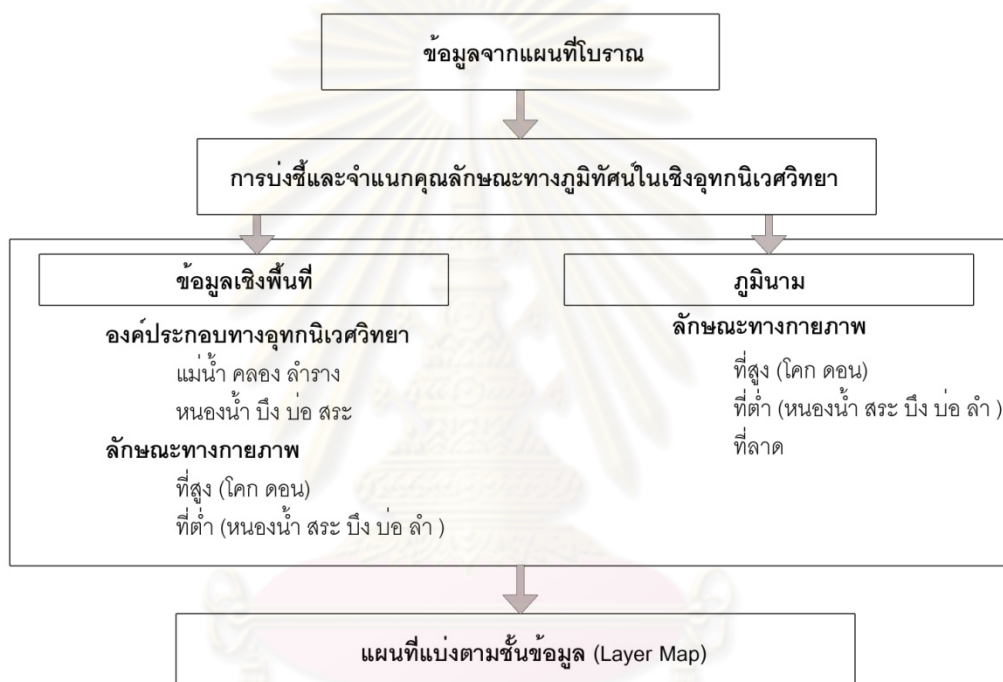 ข้อมูลจากแผนที่โบราณ
การบ่งชี้และจำแนกคุณลักษณะทางภูมิทัศน์ในเชิงอุทกนิเวศวิทยา
ข้อมูลเชิงพื้นที่
องค์ประกอบทางอุทกนิเวศวิทยา
แม่น้ำ คลอง ลำราง
หนองน้ำ บึง บ่อ สระ
ลักษณะทางกายภาพ
ที่สูง (โคก ดอน)
ที่ต่ำ (หนองน้ำ สระ บึง บ่อ ลำ )
ภูมินาม
ลักษณะทางกายภาพ
ที่สูง (โคก ดอน)
ที่ต่ำ (หนองน้ำ สระ บึง บ่อ ลำ )
ที่ลาด
แผนที่แบ่งตามชั้นข้อมูล (Layer Map)